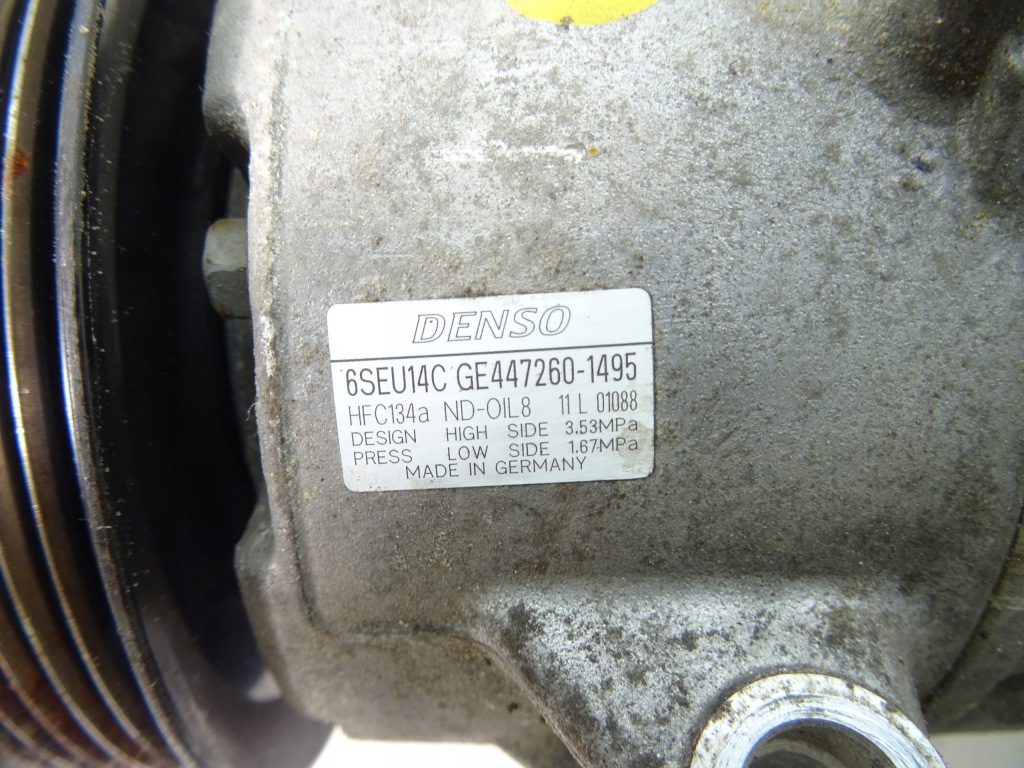 DENSO
6SEU14C GE447260-1495
HFC134a ND-OIL8 11 L 01088
DESIGN HIGH SIDE 3.53MPa
PRESS LOW SIDE 1.67MPa
MADE IN GERMANY